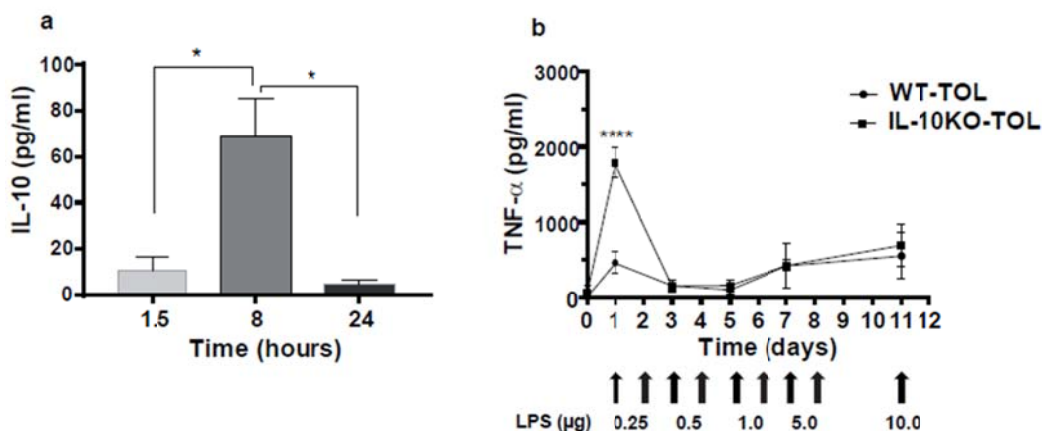 a
IL-10 (pg/ml)
100
80
60
40
20
0
*
*
1.5 8 24
Time (hours)
b
TNF-α (pg/ml)
3000
2000
1000
0
****
WT-TOL
IL-10KO-TOL
0 1 2 3 4 5 6 7 8 9 10 11 12
Time (days)
LPS (μg) 0.25 0.5 1.0 5.0 10.0